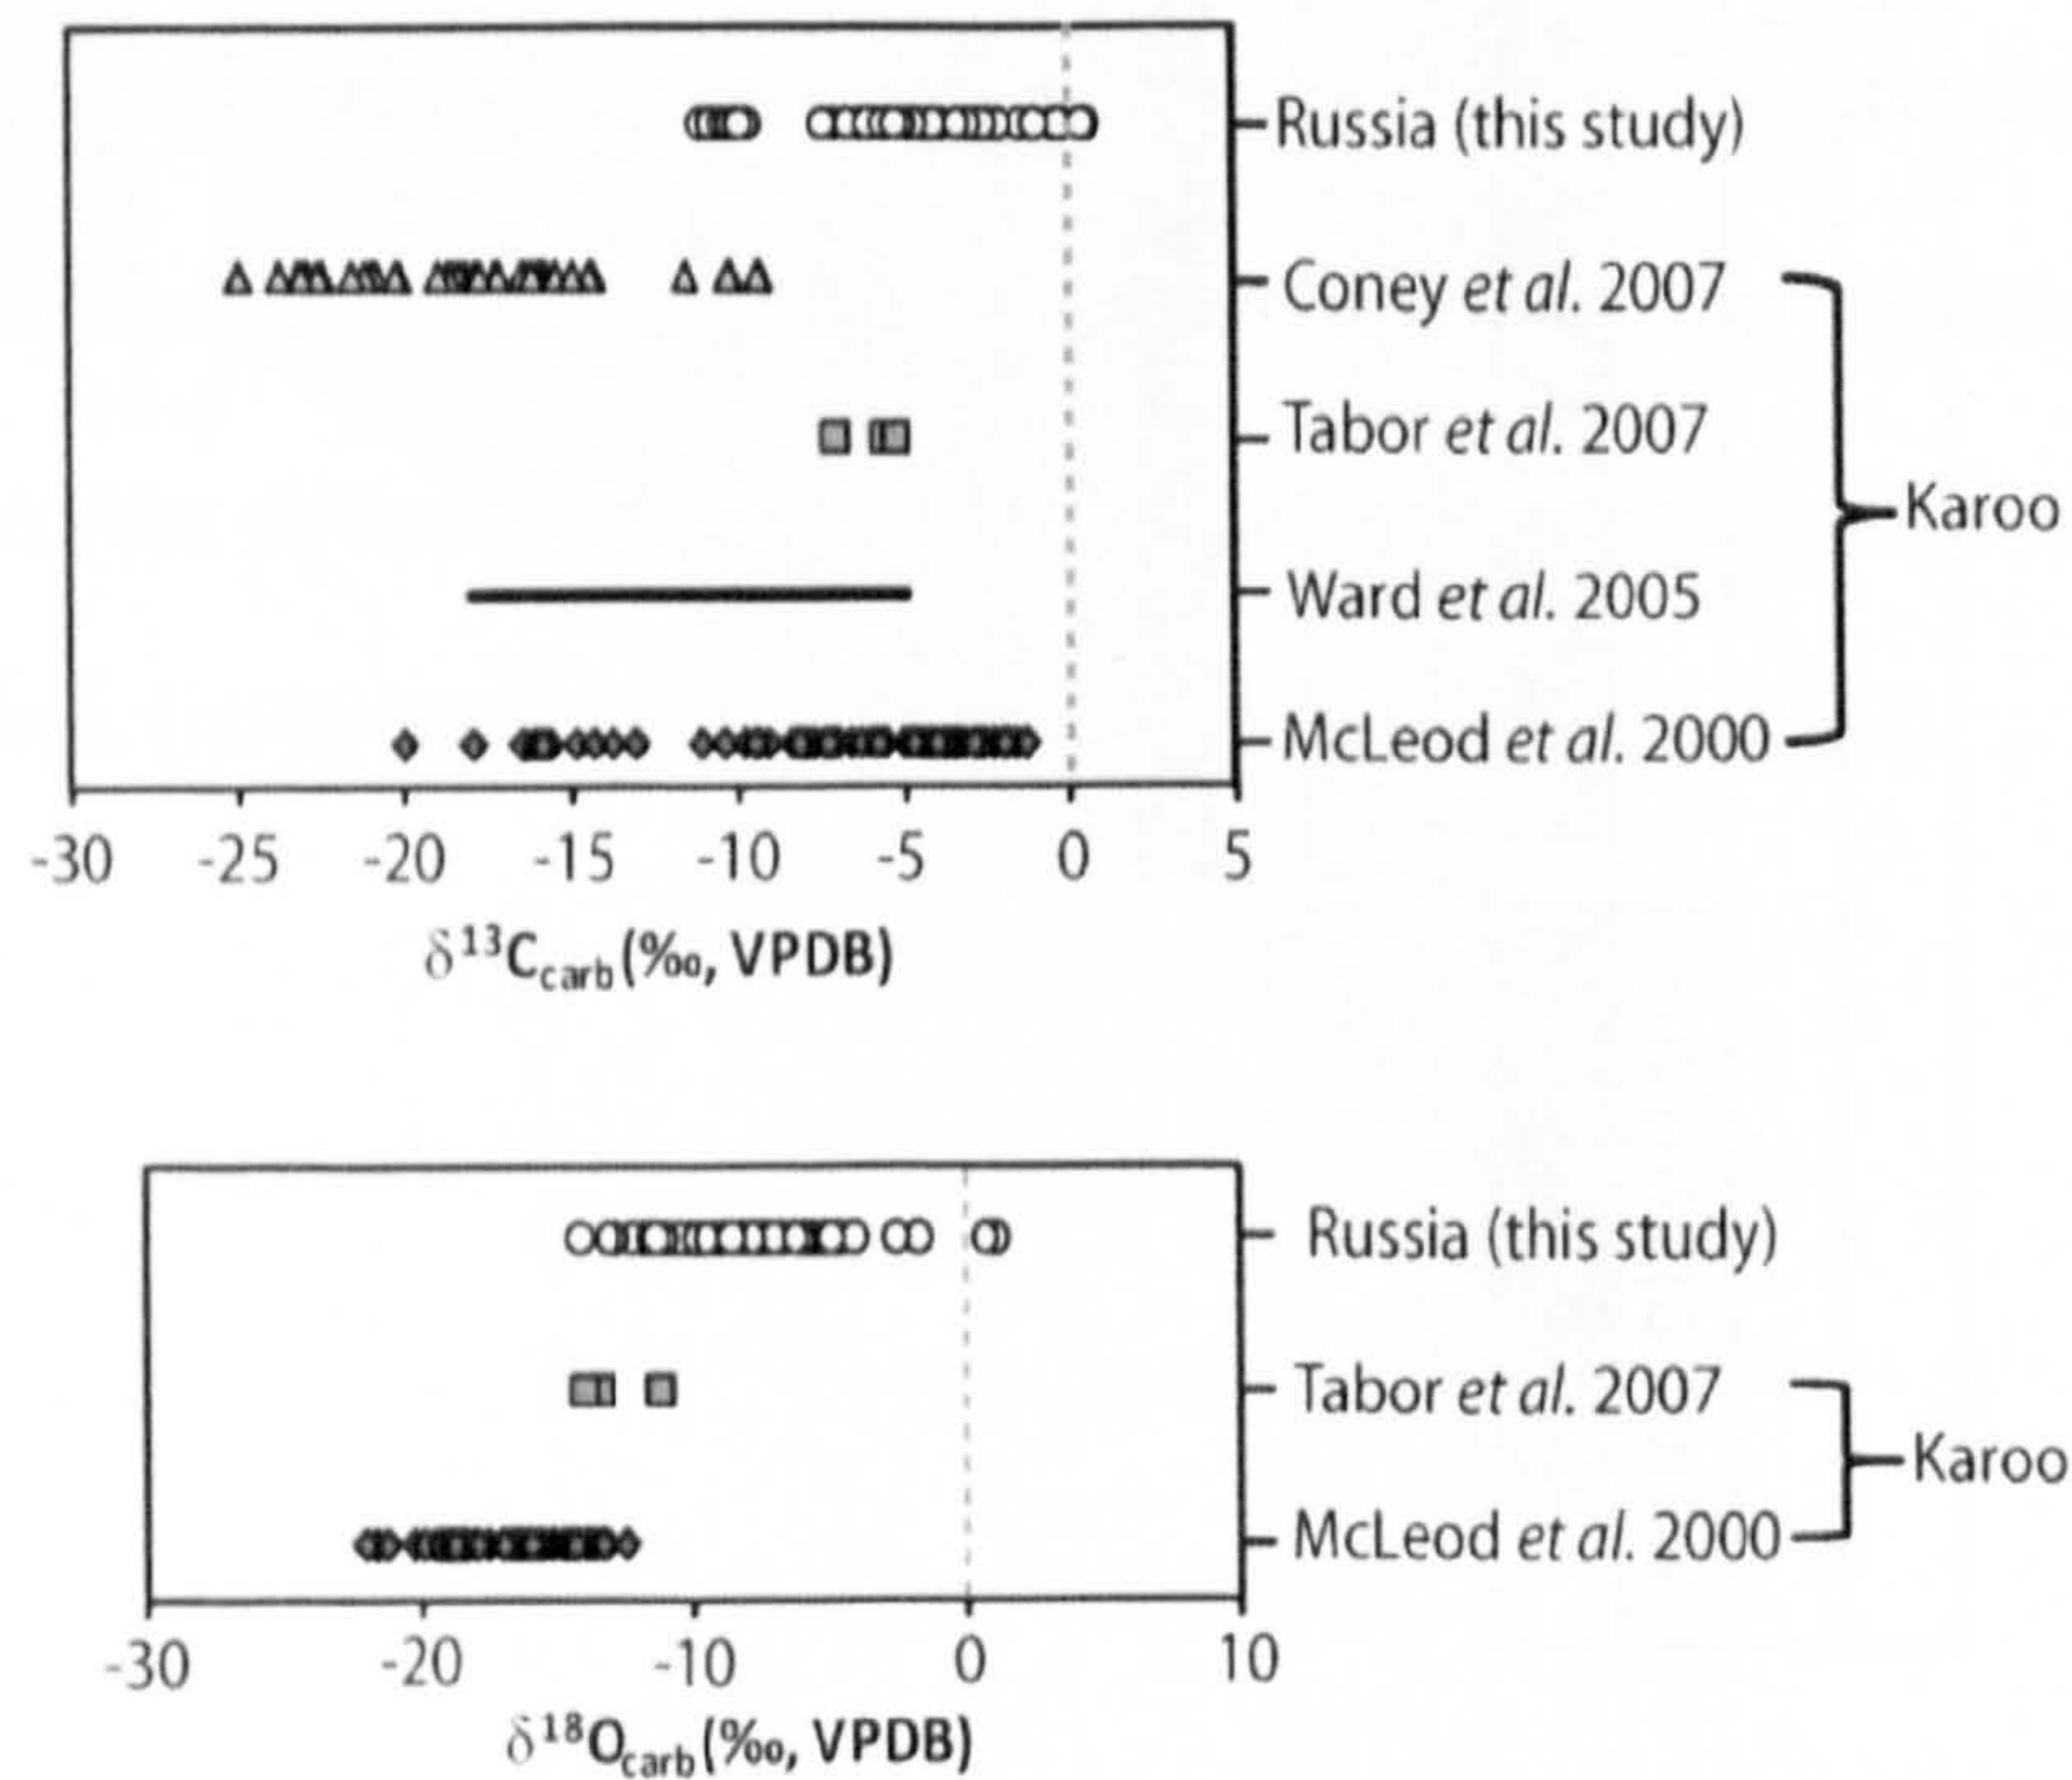 Russia (this study)
Coney et al. 2007
Tabor et al. 2007
Karoo
Ward et al. 2005
McLeod et al. 2000
-30 -25 -20 -15 -10 -5 0 5
δ¹³Ccarb (‰, VPDB)
Russia (this study)
Tabor et al. 2007
Karoo
McLeod et al. 2000
-30 -20 -10 0 10
δ¹⁸Ocarb (‰, VPDB)